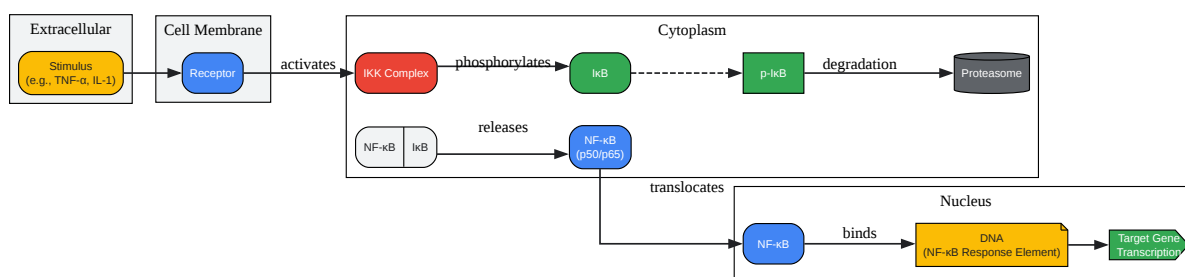 Extracellular
Stimulus
(e.g., TNF-α, IL-1)
Cell Membrane
Receptor
activates
Cytoplasm
IKK Complex
phosphorylates
IκB
p-IκB
degradation
Proteasome
NF-κB
IκB
releases
NF-κB
(p50/p65)
translocates
Nucleus
NF-κB
binds
DNA
(NF-κB Response Element)
Target Gene
Transcription